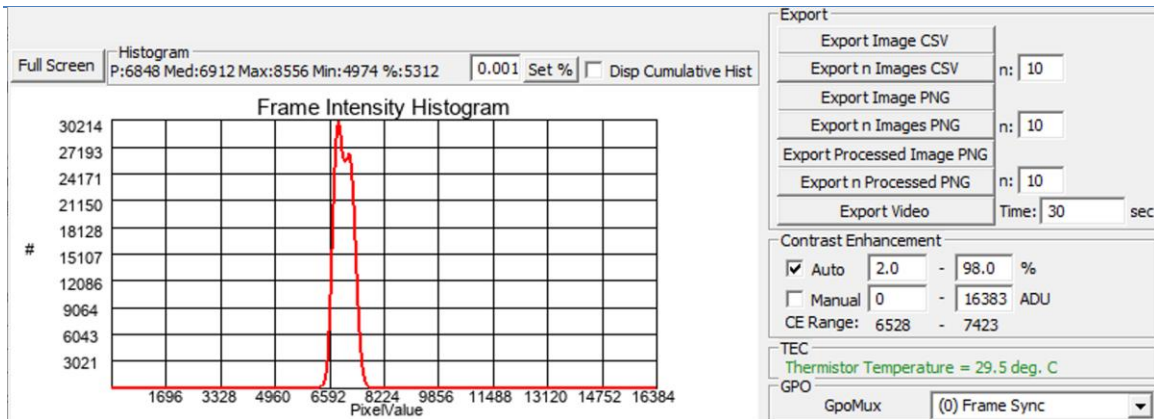 Full Screen
Histogram
P:6848 Med:6912 Max:8556 Min:4974 %:5312
0.001 Set % Disp Cumulative Hist
Frame Intensity Histogram
30214
27193
24171
21150
18128
15107
12086
9064
6043
3021
#
1696 3328 4960 6592 8224 9856 11488 13120 14752 16384
PixelValue
Export
Export Image CSV
Export n Images CSV n: 10
Export Image PNG
Export n Images PNG n: 10
Export Processed Image PNG
Export n Processed PNG n: 10
Export Video Time: 30 sec
Contrast Enhancement
Auto 2.0 - 98.0 %
Manual 0 - 16383 ADU
CE Range: 6528 - 7423
TEC
Thermistor Temperature = 29.5 deg. C
GPO
GpoMux (0) Frame Sync